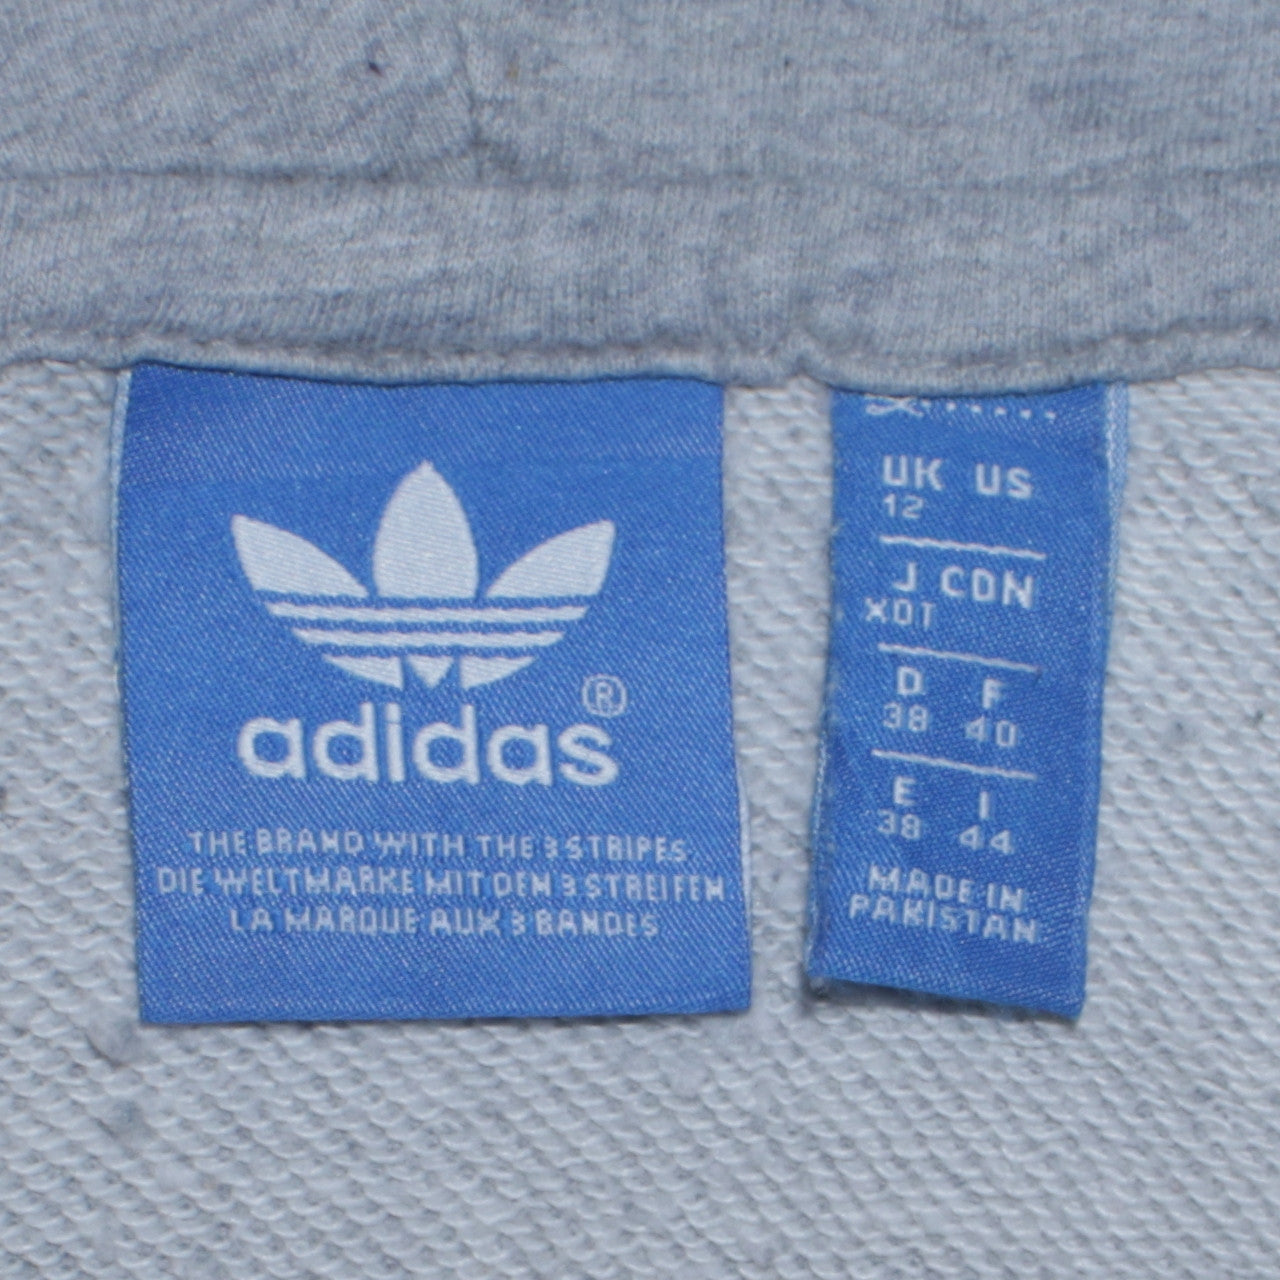 adidas®
THE BRAND WITH THE 3 STRIPES
DIE WELTMARKE MIT DEN 3 STREIFEN
LA MARQUE AUX 3 BANDES
UK US
12
J CDN
XOT
D F
38 40
E I
38 44
MADE IN
PAKISTAN